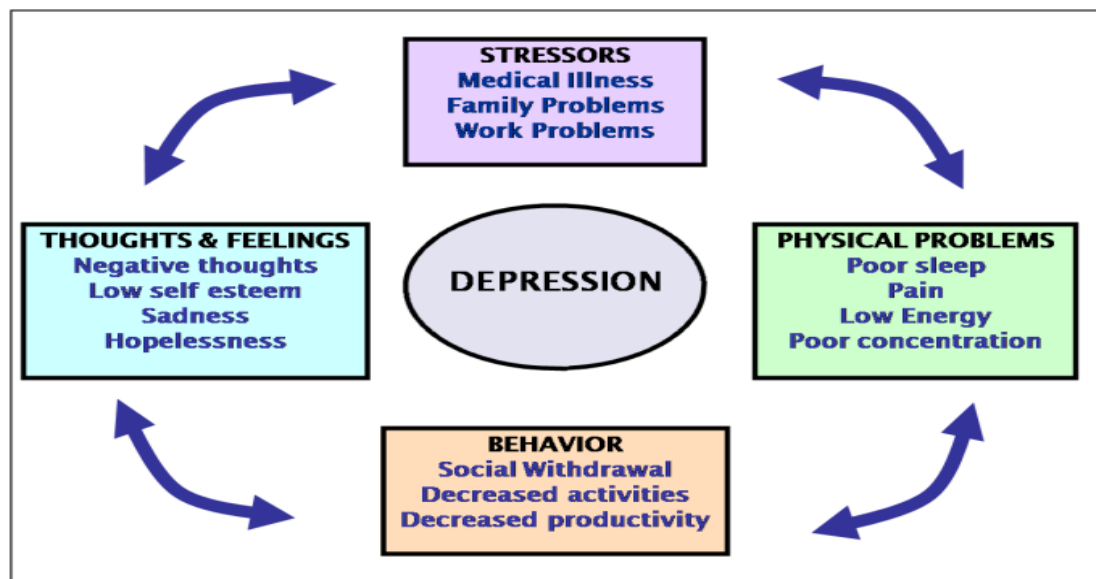 STRESSORS
Medical Illness
Family Problems
Work Problems
THOUGHTS & FEELINGS
Negative thoughts
Low self esteem
Sadness
Hopelessness
DEPRESSION
PHYSICAL PROBLEMS
Poor sleep
Pain
Low Energy
Poor concentration
BEHAVIOR
Social Withdrawal
Decreased activities
Decreased productivity